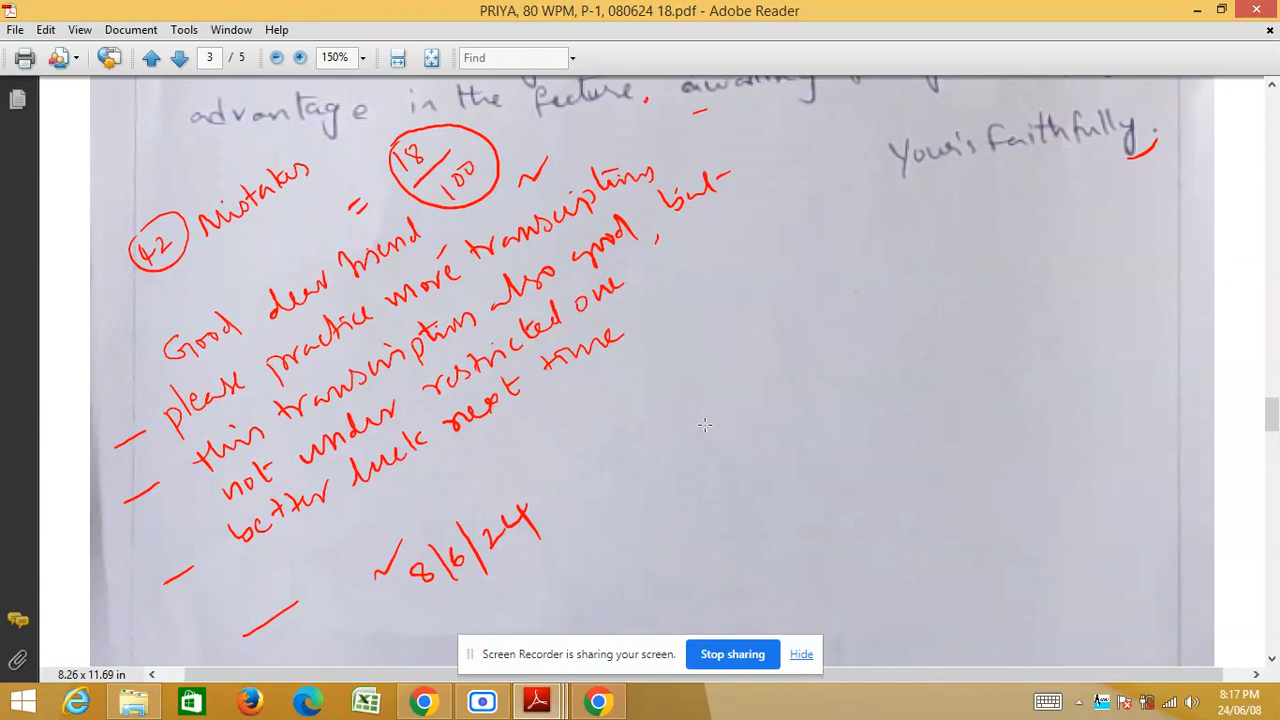 PRIYA, 80 WPM, P-1, 080624 18.pdf - Adobe Reader
File Edit View Document Tools Window Help
3 / 5 150% Find
advantage in the fecture. awaiting
Your's Faithfully.
42 Mistakes = 18/100
Good dear friend
please practice more transcriptions
this transcription also good, but
not under restricted one
better luck next time
8/6/24
Screen Recorder is sharing your screen. Stop sharing Hide
8.26 x 11.69 in
8:17 PM
24/06/08